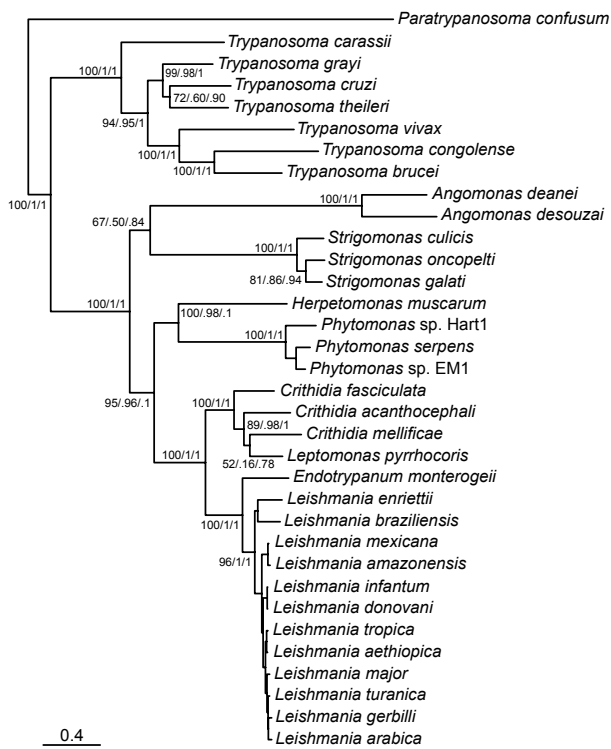 Paratrypanosoma confusum
Trypanosoma carassii
100/1/1
Trypanosoma grayi
99/.98/1
Trypanosoma cruzi
72/.60/.90
Trypanosoma theileri
94/.95/1
Trypanosoma vivax
100/1/1
Trypanosoma congolense
100/1/1
Trypanosoma brucei
100/1/1
Angomonas deanei
100/1/1
67/.50/.84
Angomonas desouzai
Strigomonas culicis
100/1/1
Strigomonas oncopelti
81/.86/.94
Strigomonas galati
100/1/1
Herpetomonas muscarum
100/.98/.1
Phytomonas sp. Hart1
100/1/1
Phytomonas serpens
Phytomonas sp. EM1
95/.96/.1
Crithidia fasciculata
100/1/1
Crithidia acanthocephali
89/.98/1
Crithidia mellificae
52/.16/.78
Leptomonas pyrrhocoris
100/1/1
Endotrypanum monterogeii
Leishmania enriettii
100/1/1
Leishmania braziliensis
Leishmania mexicana
96/1/1
Leishmania amazonensis
Leishmania infantum
Leishmania donovani
Leishmania tropica
Leishmania aethiopica
Leishmania major
Leishmania turanica
Leishmania gerbilli
Leishmania arabica
0.4